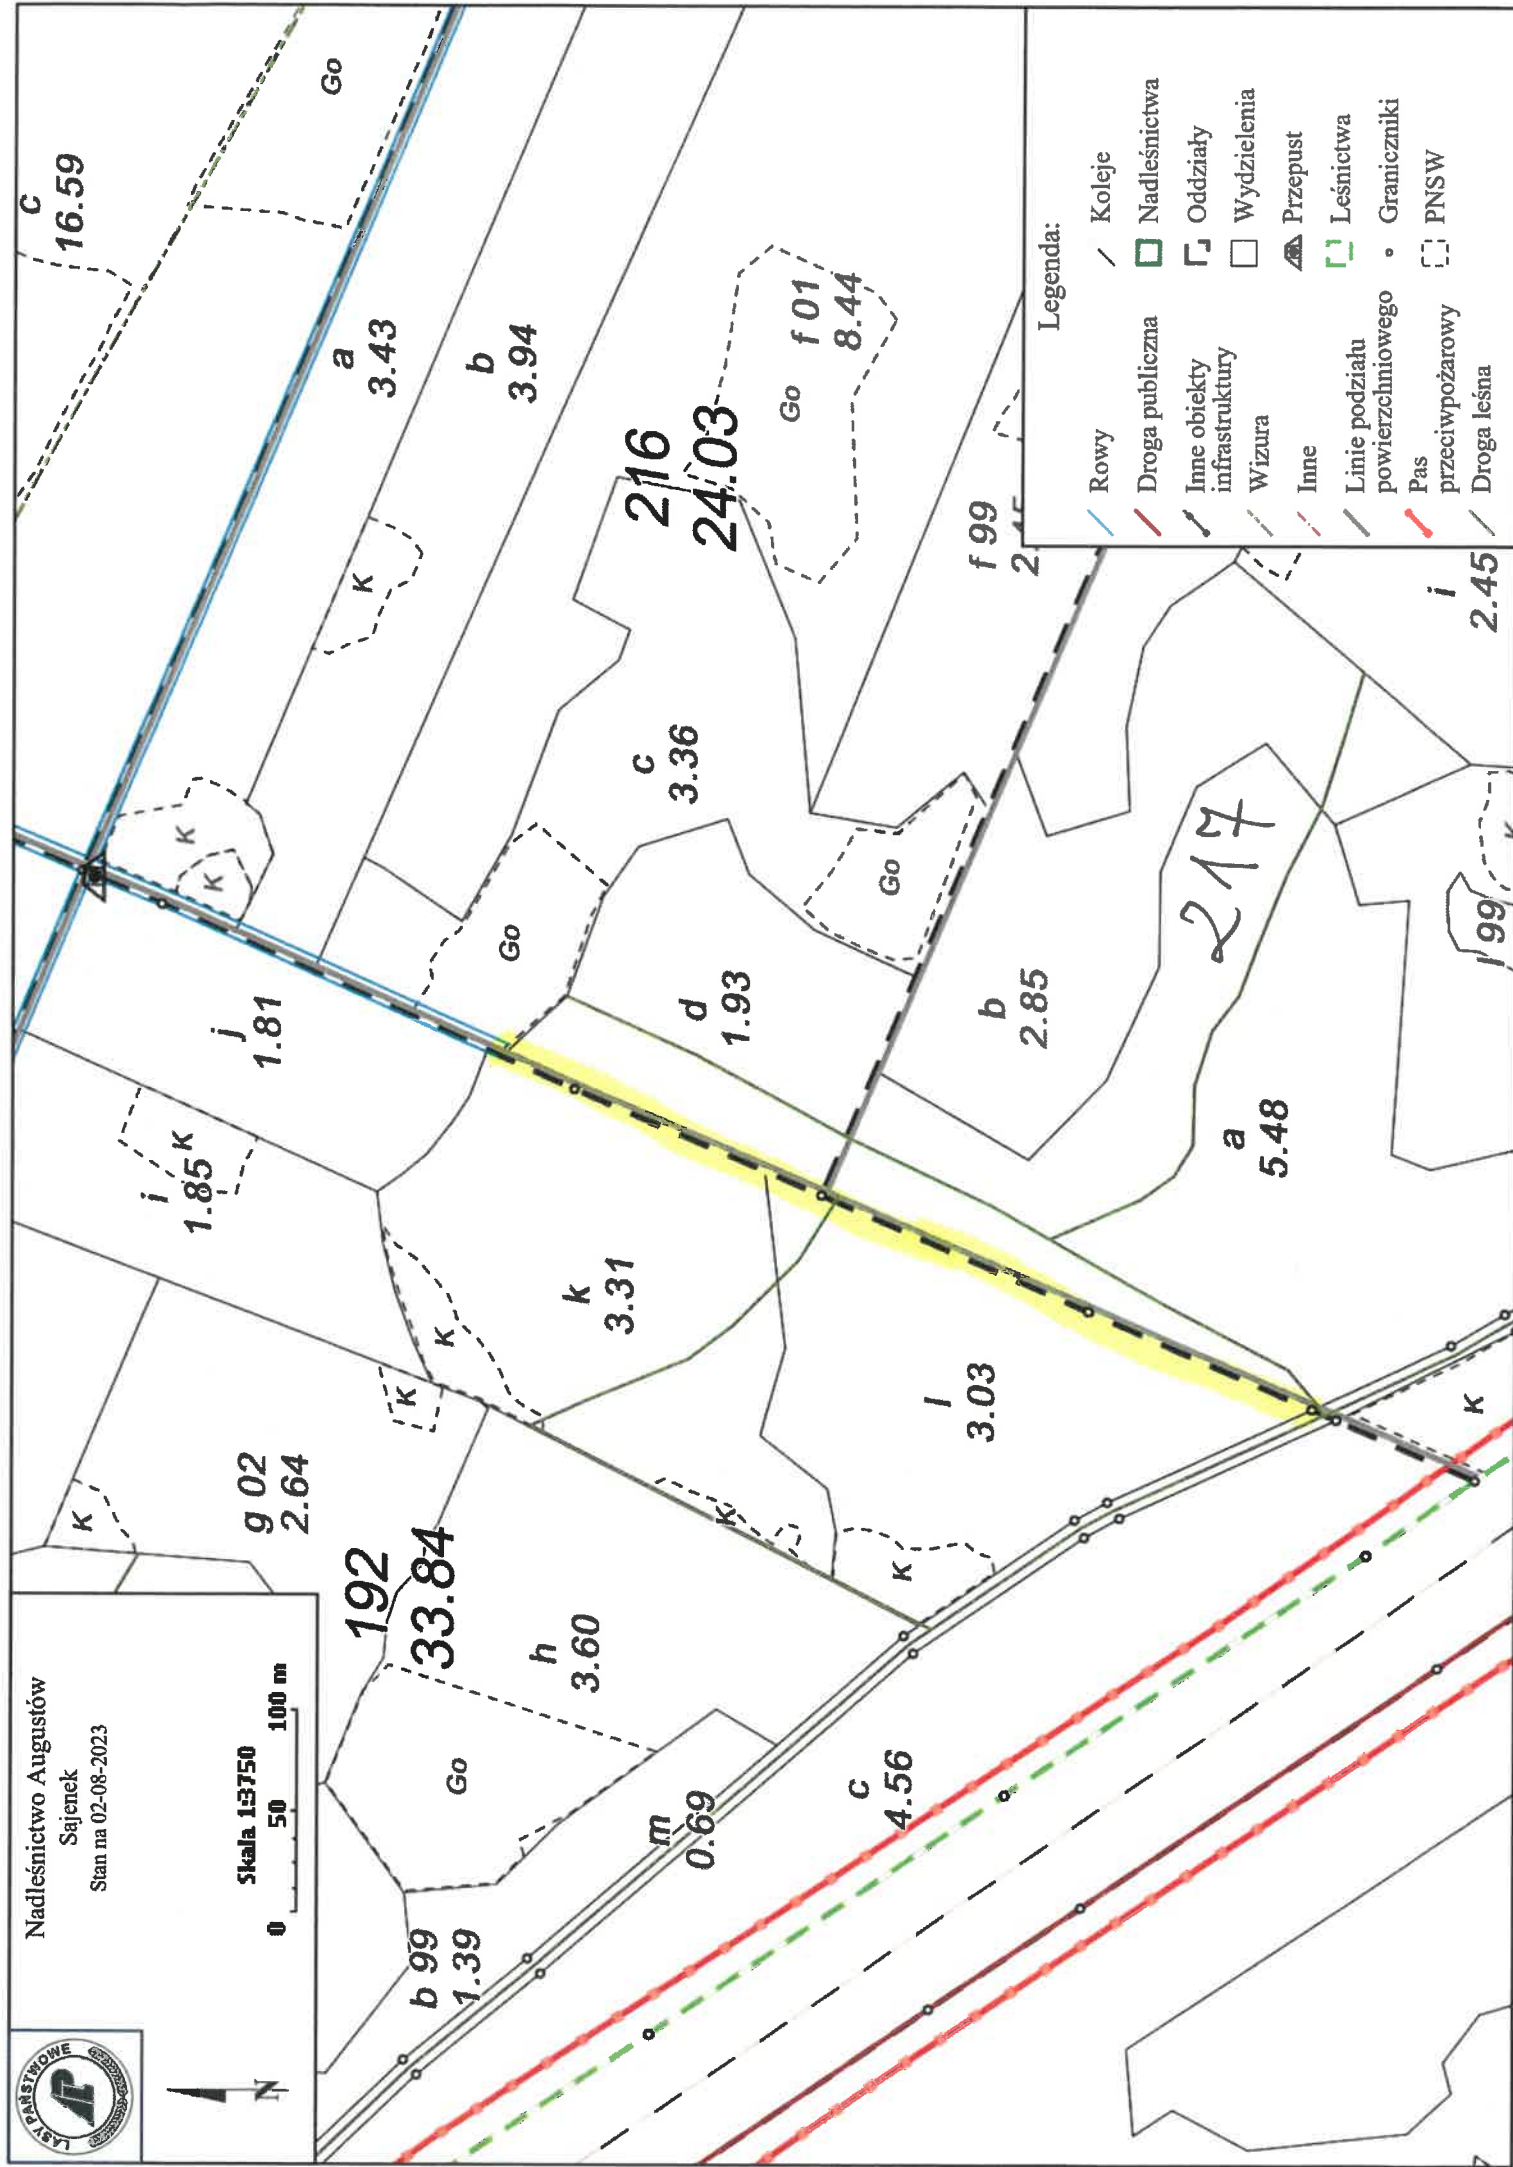 LASY PAŃSTWOWE
Nadleśnictwo Augustów
Sajenek
Stan na 02-08-2023
N
Skala 1:3750
0 50 100 m
c
16.59
Go
a
3.43
b
3.94
K
216
24.03
f 01
8.44
Go
f 99
K
K
j
1.81
K
i
1.85
c
3.36
Go
Go
d
1.93
b
2.85
217
a
5.48
i
2.45
l 99
K
k
3.31
K
K
l
3.03
K
K
K
g 02
2.64
K
192
33.84
h
3.60
Go
b 99
1.39
m
0.69
c
4.56
Legenda:
Rowy
Droga publiczna
Inne obiekty
infrastruktury
Wizura
Inne
Linie podziału
powierzchniowego
Pas
przeciwpożarowy
Droga leśna
Koleje
Nadleśnictwa
Oddziały
Wydzielenia
Przepust
Leśnictwa
Graniczniki
PNSW